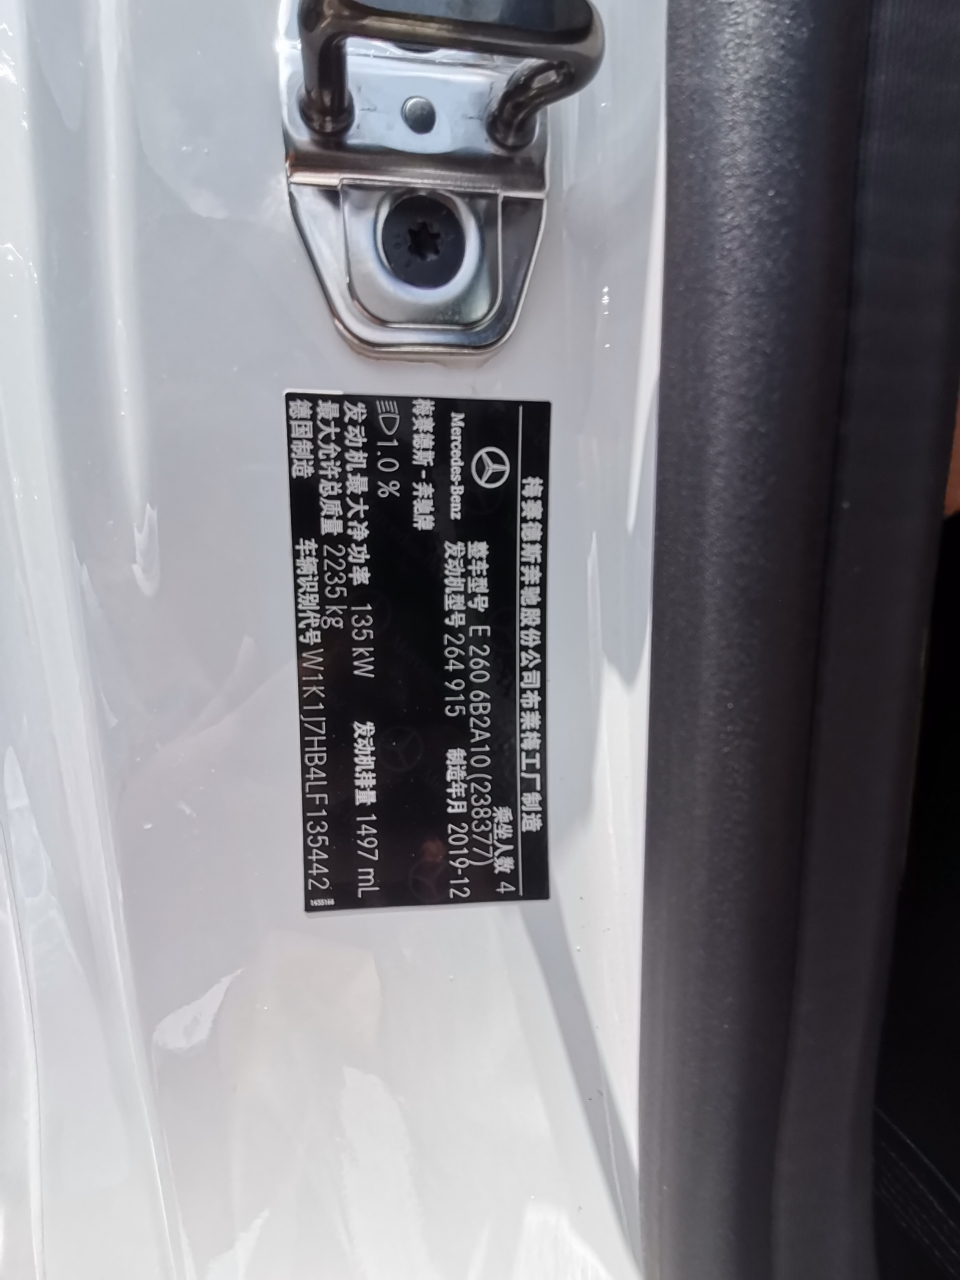 梅赛德斯奔驰股份公司布莱梅工厂制造
乘坐人数 4
Mercedes-Benz
整车型号 E 260 6B2A10(238377)
发动机型号 264 915
制造年月 2019-12
梅赛德斯-奔驰牌
1.0 %
发动机最大净功率 135 kW
发动机排量 1497 mL
最大允许总质量 2235 kg
德国制造
车辆识别代号 W1K1J7HB4LF135442